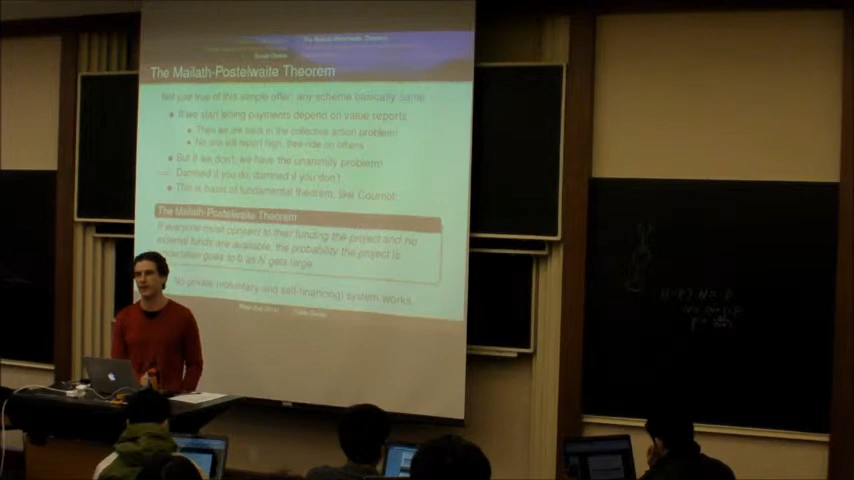 The Mailath-Postelwaite Theorem
Not just true of this simple offer: any scheme basically same
If we start letting payments depend on value reports
Then we are back in the collective action problem!
No one will report high, free-ride on others
But if we don't, we have the unanimity problem!
Damned if you do, damned if you don't!
This is basis of fundamental theorem, like Cournot:
The Mailath-Postelwaite Theorem
If everyone must consent to their funding the project and no
external funds are available, the probability the project is
goes to 0 as N gets large.
No private (voluntary and self-financing) system works.